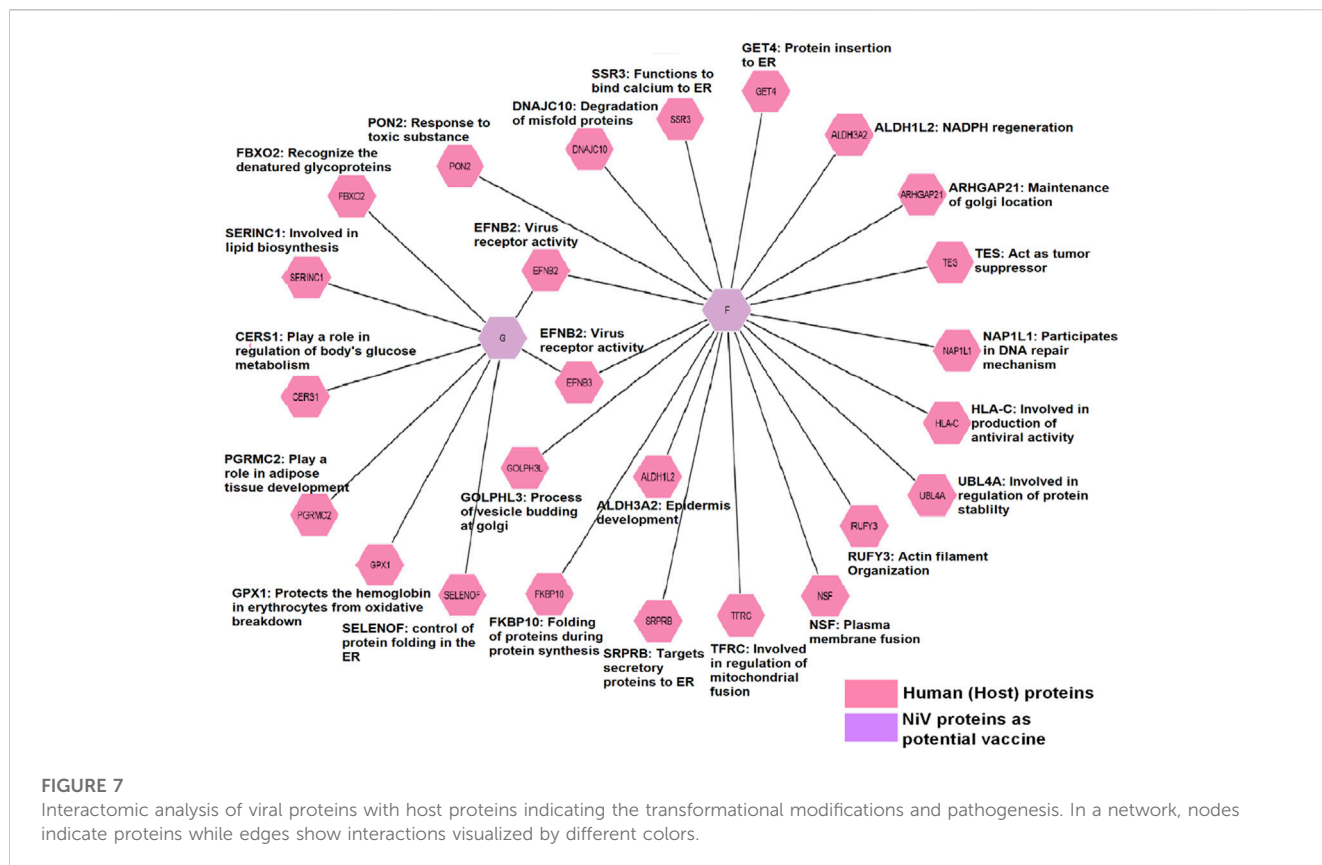 GET4: Protein insertion
to ER
GET4
SSR3: Functions to
bind calcium to ER
SSR3
DNAJC10: Degradation
of misfold proteins
DNAJC10
PON2: Response to
toxic substance
PON2
FBXO2: Recognize the
denatured glycoproteins
FBXO2
SERINC1: Involved in
lipid biosynthesis
SERINC1
CERS1: Play a role in
regulation of body's glucose
metabolism
CERS1
PGRMC2: Play a
role in adipose
tissue development
PGRMC2
GPX1
GPX1: Protects the hemoglobin
in erythrocytes from oxidative
breakdown
SELENOF
SELENOF: control of
protein folding in the
ER
G
EFNB2: Virus
receptor activity
EFNB2
EFNB2: Virus
receptor activity
EFNB3
F
ALDH3A2
ALDH1L2: NADPH regeneration
ARHGAP21
ARHGAP21: Maintenance
of golgi location
TES
TES: Act as tumor
suppressor
NAP1L1
NAP1L1: Participates
in DNA repair
mechanism
HLA-C
HLA-C: Involved in
production of
antiviral activity
UBL4A
UBL4A: Involved in
regulation of protein
stablilty
RUFY3
RUFY3: Actin filament
Organization
NSF
NSF: Plasma
membrane fusion
TFRC
TFRC: Involved
in regulation of
mitochondrial
fusion
SRPRB
SRPRB: Targets
secretory
proteins to ER
FKBP10
FKBP10: Folding
of proteins during
protein synthesis
GOLPH3L
GOLPHL3: Process
of vesicle budding
at golgi
ALDH1L2
ALDH3A2: Epidermis
development
Human (Host) proteins
NiV proteins as
potential vaccine
FIGURE 7
Interactomic analysis of viral proteins with host proteins indicating the transformational modifications and pathogenesis. In a network, nodes
indicate proteins while edges show interactions visualized by different colors.